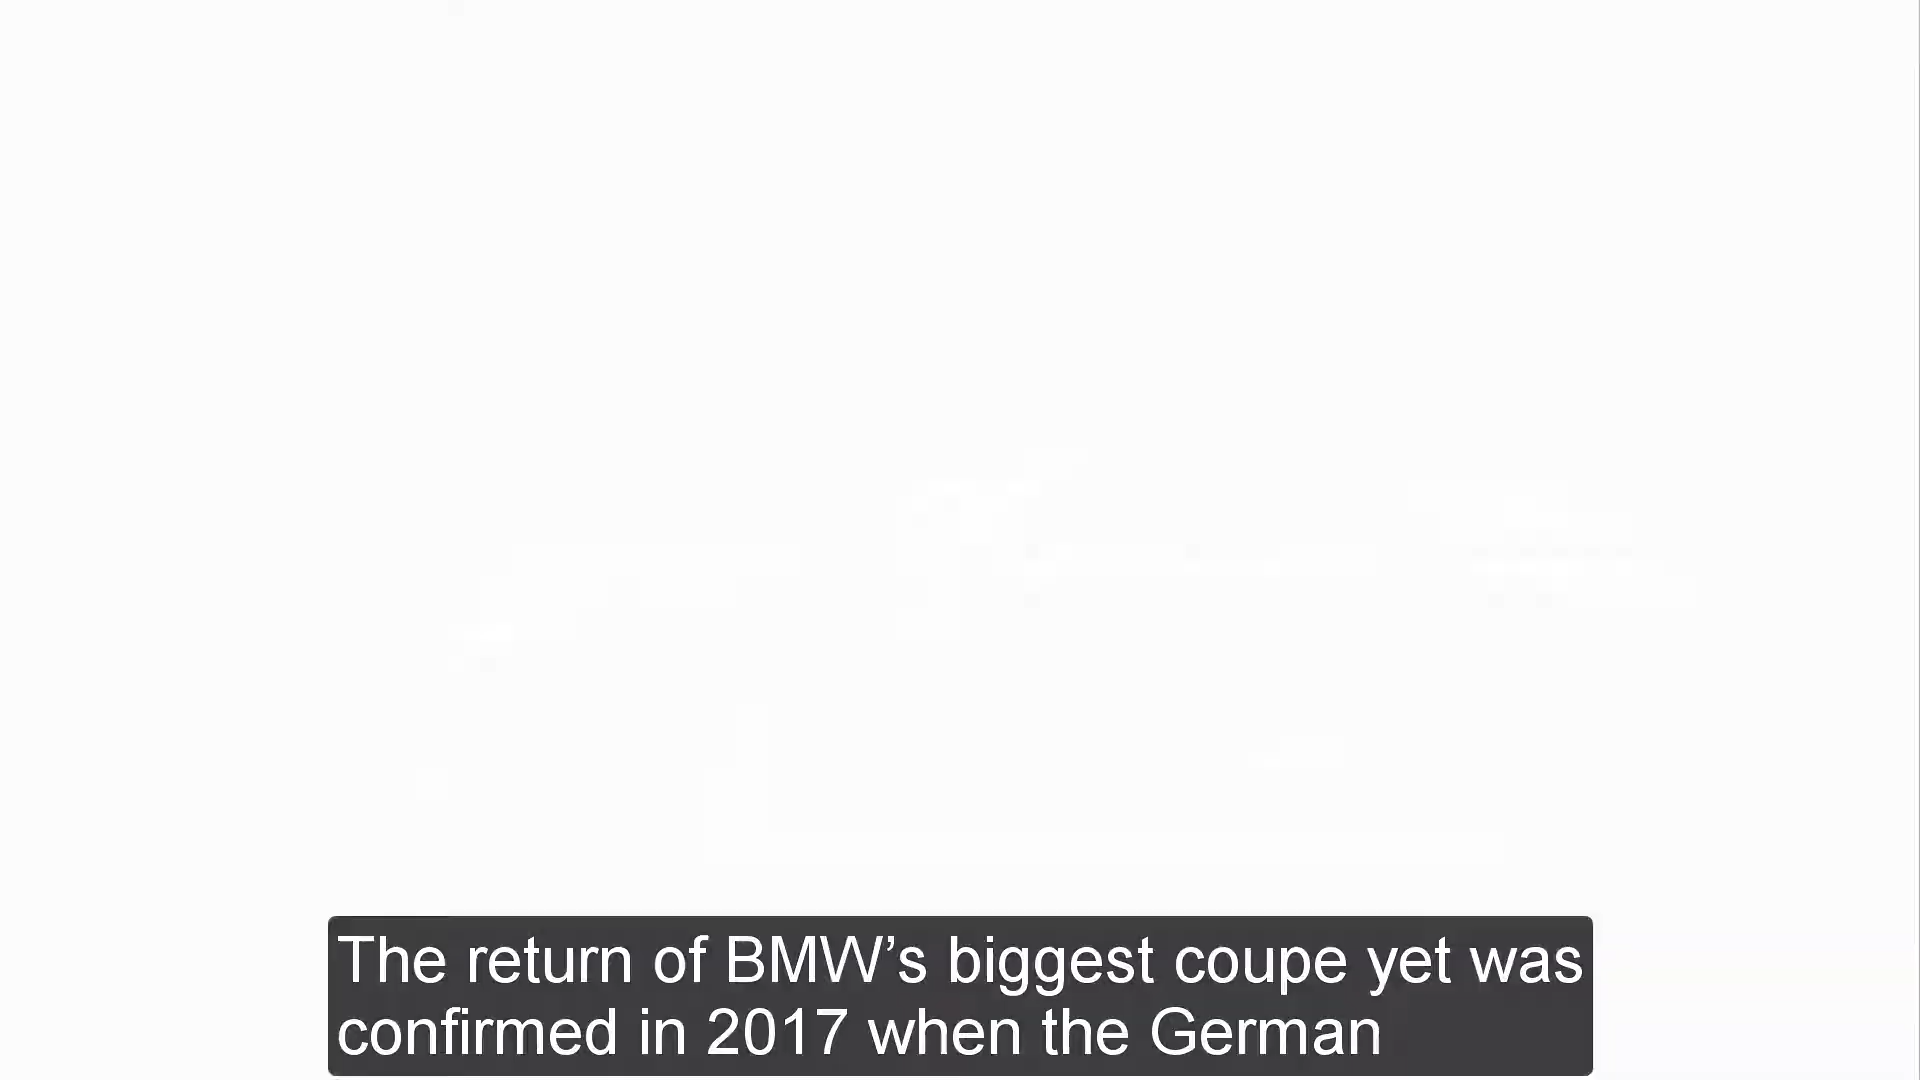 The return of BMW’s biggest coupe yet was
confirmed in 2017 when the German